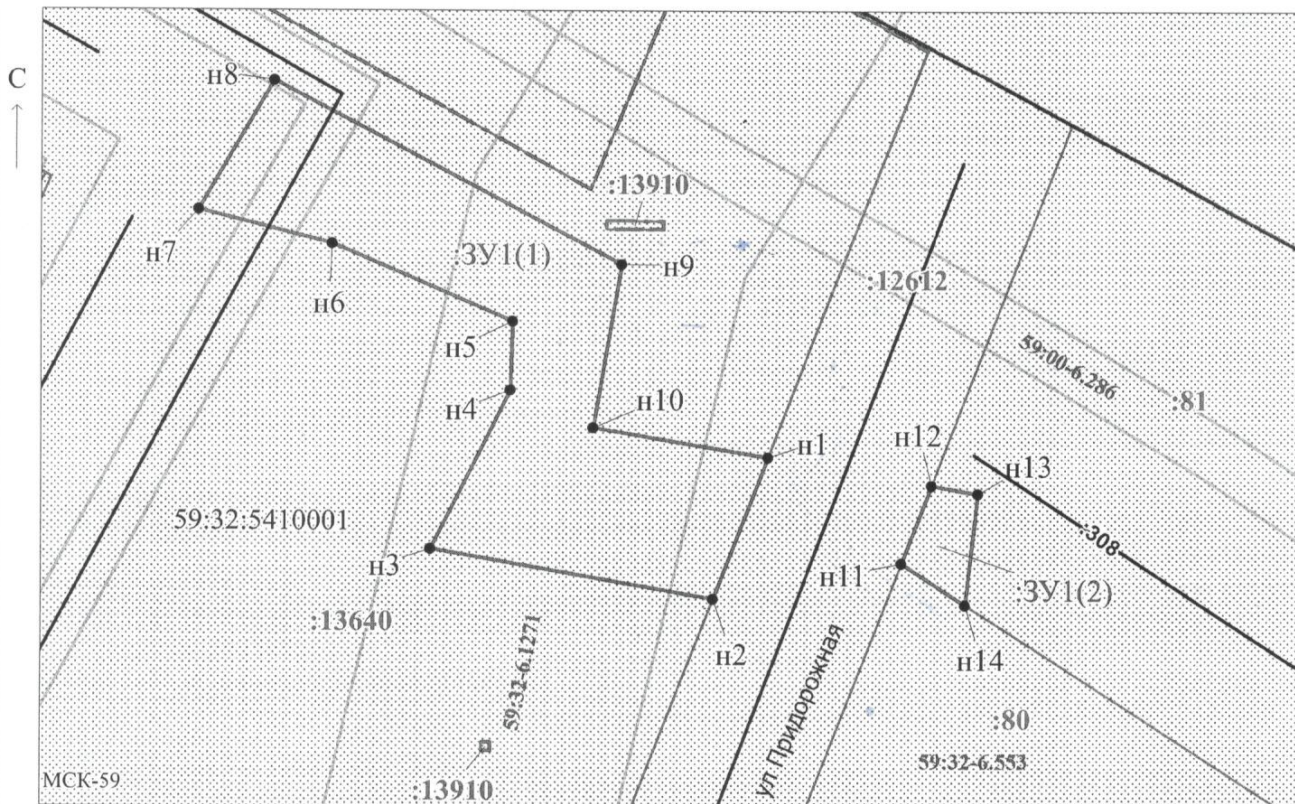 С
н8
:13910
н7
:ЗУ1(1)
н9
н6
:12612
н5
59:00-6.286
:81
н4
н10
н1
н12
н13
59:32:5410001
:308
н3
н11
:ЗУ1(2)
:13640
н2
н14
59:32-6.1271
ул Придорожная
:80
59:32-6.553
МСК-59
:13910